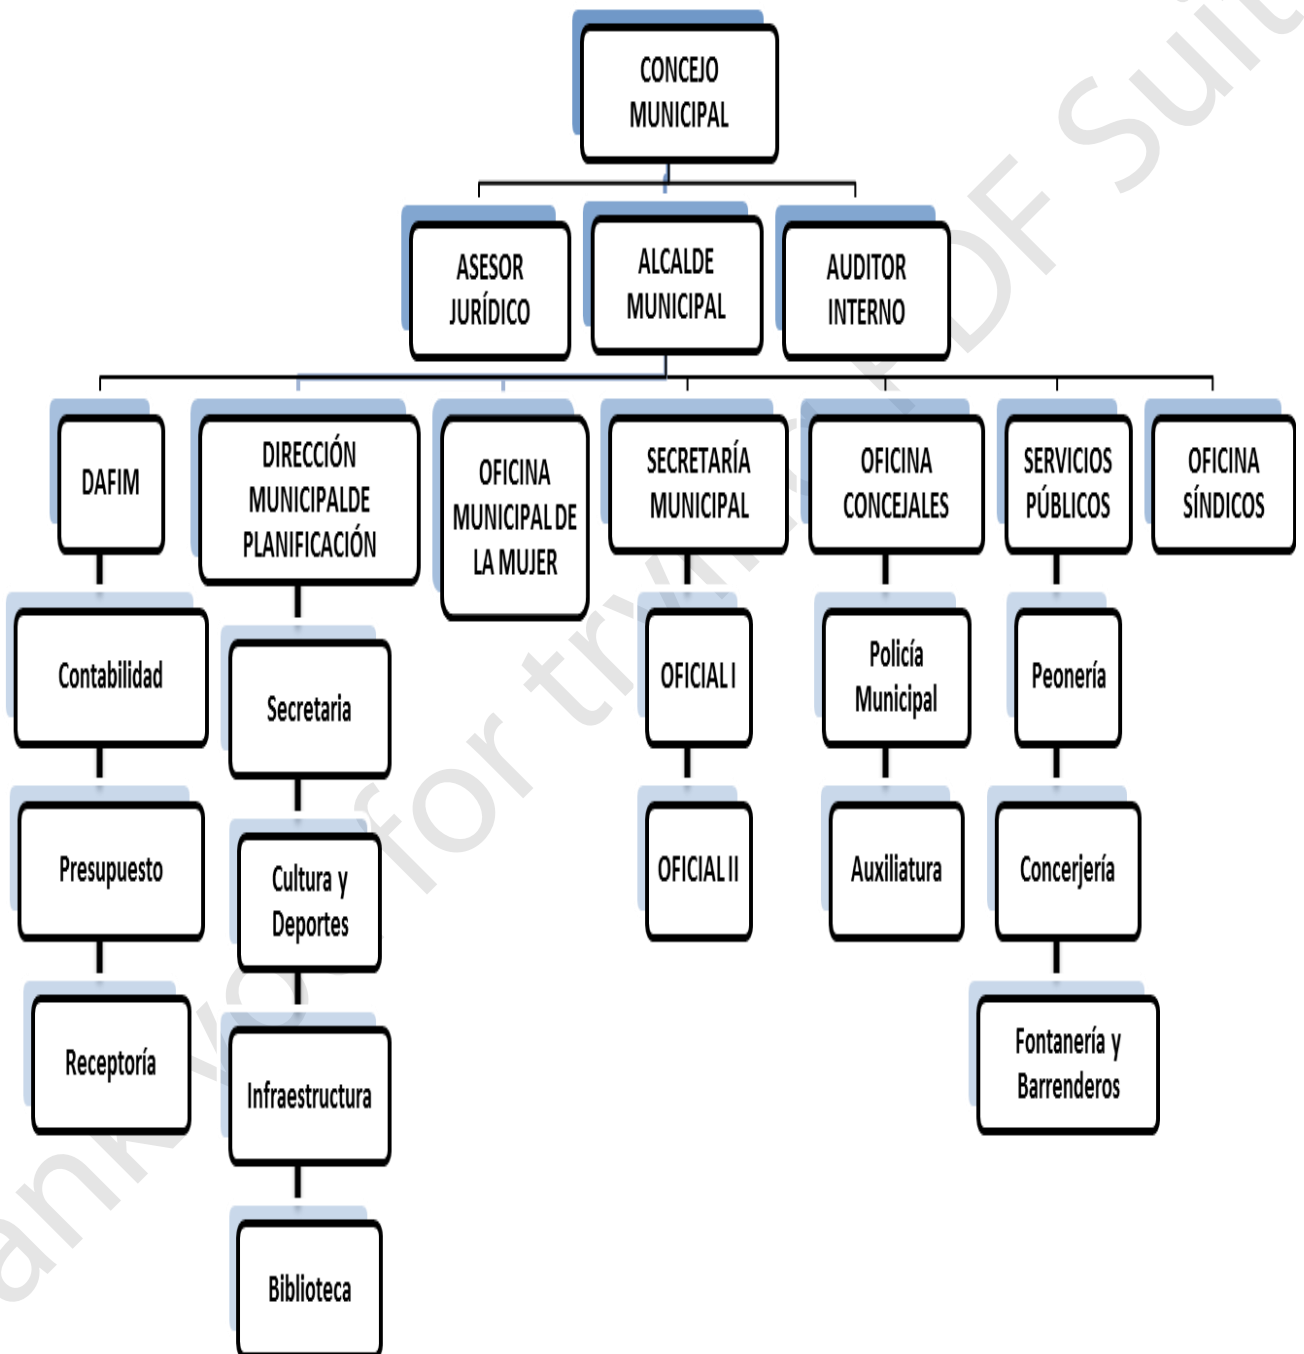 CONCEJO
MUNICIPAL
ASESOR
JURÍDICO
ALCALDE
MUNICIPAL
AUDITOR
INTERNO
DAFIM
DIRECCIÓN
MUNICIPALDE
PLANIFICACIÓN
OFICINA
MUNICIPAL DE
LA MUJER
SECRETARÍA
MUNICIPAL
OFICINA
CONCEJALES
SERVICIOS
PÚBLICOS
OFICINA
SÍNDICOS
Contabilidad
Presupuesto
Receptoría
Secretaria
Cultura y
Deportes
Infraestructura
Biblioteca
OFICIAL I
OFICIAL II
Policía
Municipal
Auxiliatura
Peonería
Concerjería
Fontanería y
Barrenderos
for